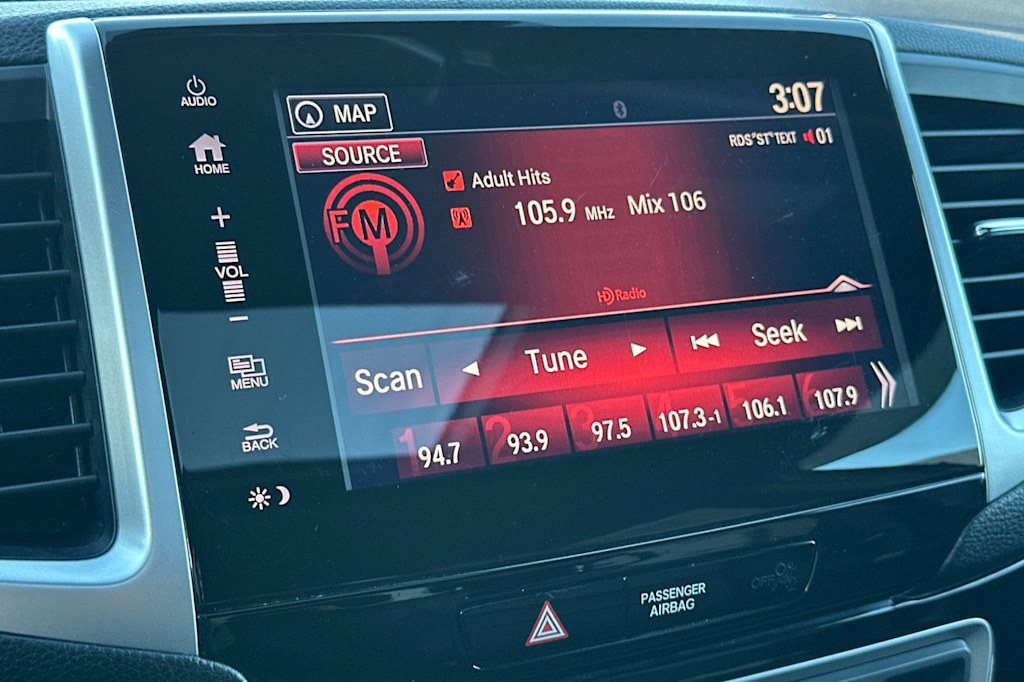 AUDIO
HOME
+
VOL
−
MENU
BACK
MAP
3:07
SOURCE
RDS "ST" TEXT 01
FM
Adult Hits
105.9 MHz Mix 106
HD Radio
Scan
Tune
Seek
1 94.7
2 93.9
3 97.5
4 107.3-1
5 106.1
6 107.9
PASSENGER
AIRBAG
OFF
ON